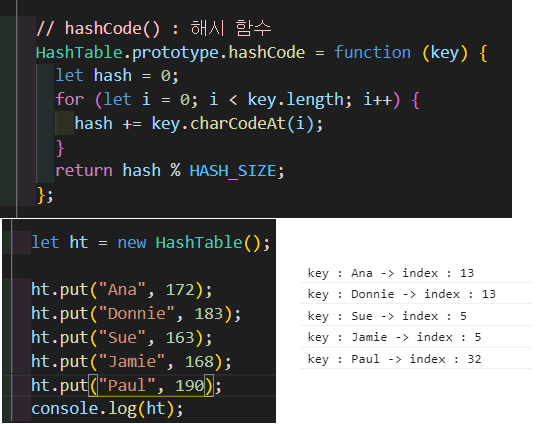 // hashCode() : 해시 함수
HashTable.prototype.hashCode = function (key) {
let hash = 0;
for (let i = 0; i < key.length; i++) {
hash += key.charCodeAt(i);
}
return hash % HASH_SIZE;
};
let ht = new HashTable();
ht.put("Ana", 172);
ht.put("Donnie", 183);
ht.put("Sue", 163);
ht.put("Jamie", 168);
ht.put("Paul", 190);
console.log(ht);
key : Ana -> index : 13
key : Donnie -> index : 13
key : Sue -> index : 5
key : Jamie -> index : 5
key : Paul -> index : 32